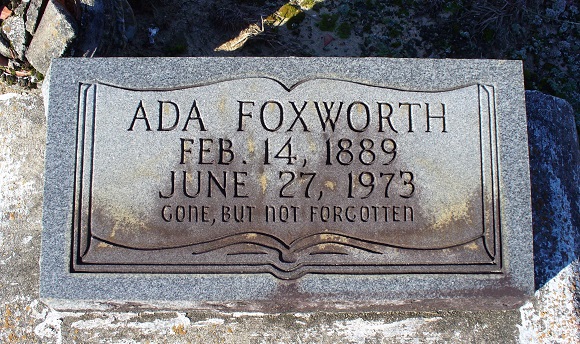 ADA FOXWORTH
FEB. 14, 1889
JUNE 27, 1973
GONE, BUT NOT FORGOTTEN